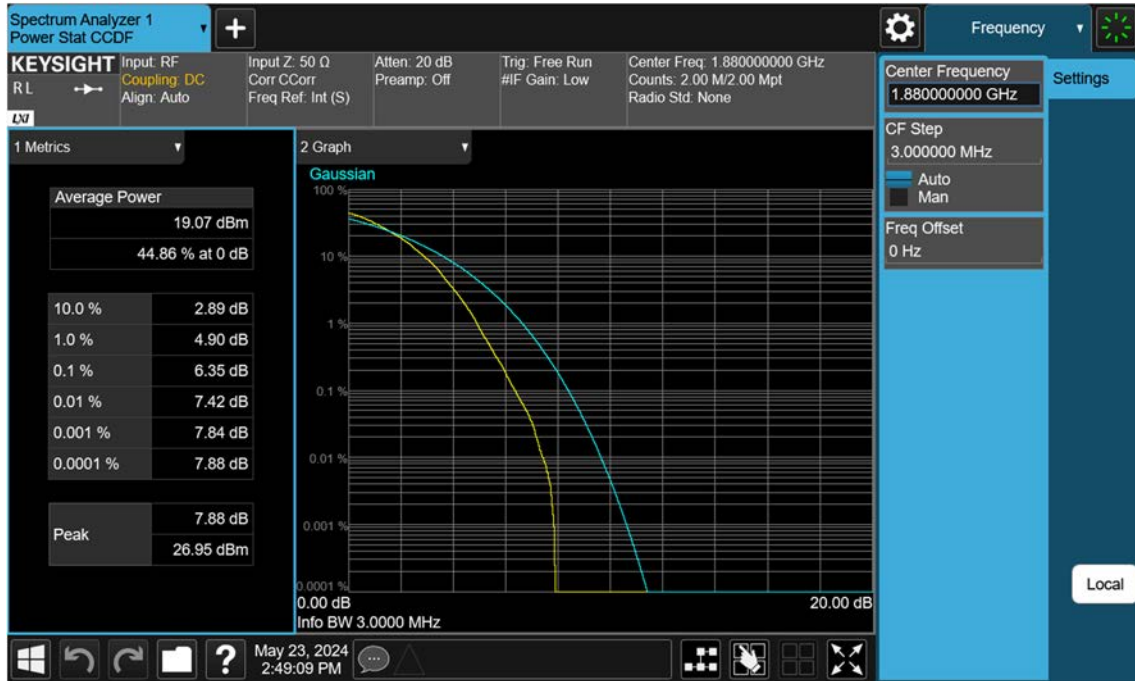 Spectrum Analyzer 1
Power Stat CCDF
Frequency
KEYSIGHT
R L
LXI
Input: RF
Coupling: DC
Align: Auto
Input Z: 50 Ω
Corr CCorr
Freq Ref: Int (S)
Atten: 20 dB
Preamp: Off
Trig: Free Run
#IF Gain: Low
Center Freq: 1.880000000 GHz
Counts: 2.00 M/2.00 Mpt
Radio Std: None
Center Frequency
1.880000000 GHz
Settings
CF Step
3.000000 MHz
Auto
Man
Freq Offset
0 Hz
Local
1 Metrics
Average Power
19.07 dBm
44.86 % at 0 dB
10.0 % 2.89 dB
1.0 % 4.90 dB
0.1 % 6.35 dB
0.01 % 7.42 dB
0.001 % 7.84 dB
0.0001 % 7.88 dB
Peak
7.88 dB
26.95 dBm
2 Graph
Gaussian
100 %
10 %
1 %
0.1 %
0.01 %
0.001 %
0.0001 %
0.00 dB 20.00 dB
Info BW 3.0000 MHz
?
May 23, 2024
2:49:09 PM